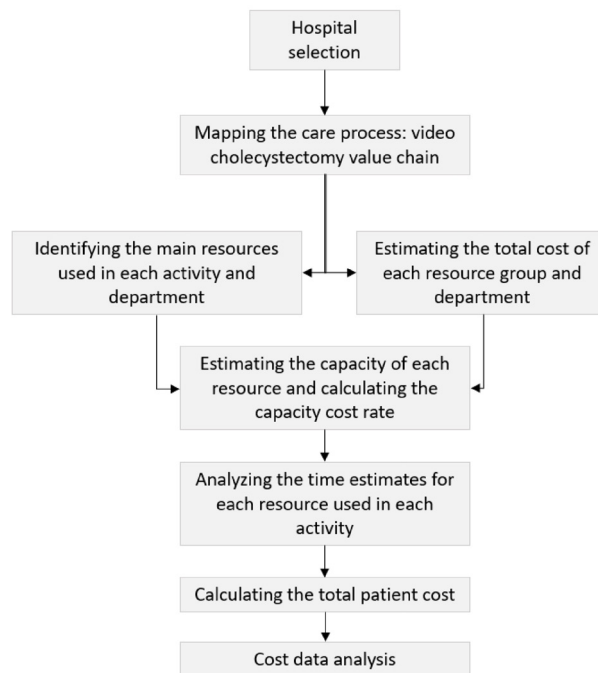 Hospital
selection
Mapping the care process: video
cholecystectomy value chain
Identifying the main resources
used in each activity and
department
Estimating the total cost of
each resource group and
department
Estimating the capacity of each
resource and calculating the
capacity cost rate
Analyzing the time estimates for
each resource used in each
activity
Calculating the total patient cost
Cost data analysis